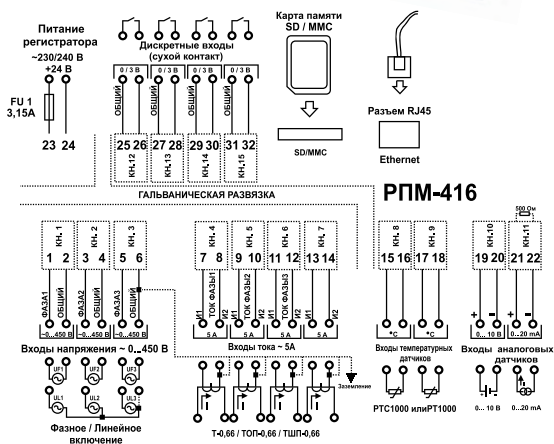 Питание
регистратора
~230/240 В
+24 В
FU 1
3,15А
23 24
Дискретные входы
(сухой контакт)
0 / 3 В 0 / 3 В 0 / 3 В 0 / 3 В
ОБЩИЙ ОБЩИЙ ОБЩИЙ ОБЩИЙ
25 26 27 28 29 30 31 32
КН.12 КН.13 КН.14 КН.15
Карта памяти
SD / MMC
SD/MMC
Разъем RJ45
Ethernet
ГАЛЬВАНИЧЕСКАЯ РАЗВЯЗКА
РПМ-416
500 Ом
КН. 1 КН. 2 КН. 3 КН. 4 КН. 5 КН. 6 КН. 7 КН. 8 КН. 9 КН.10 КН.11
1 2 3 4 5 6 7 8 9 10 11 12 13 14 15 16 17 18 19 20 21 22
ФАЗА1 ОБЩИЙ ФАЗА2 ОБЩИЙ ФАЗА3 ОБЩИЙ
И1 ТОК ФАЗЫ1 И2 И1 ТОК ФАЗЫ2 И2 И1 ТОК ФАЗЫ3 И2 И1 И2
+ - + -
~0...450 В ~0...450 В ~0...450 В
5 А 5 А 5 А 5 А
°С °С
0... 10 В 0...20 mA
Входы напряжения ~ 0...450 В
Входы тока ~ 5А
Входы температурных
датчиков
Входы аналоговых
датчиков
Заземление
UF1 UF2 UF3
UL1 UL2 UL3
Фазное / Линейное
включение
Т-0,66 / ТОП-0,66 / ТШП-0,66
РТС1000 илиРТ1000
0... 10 В 0...20 mA